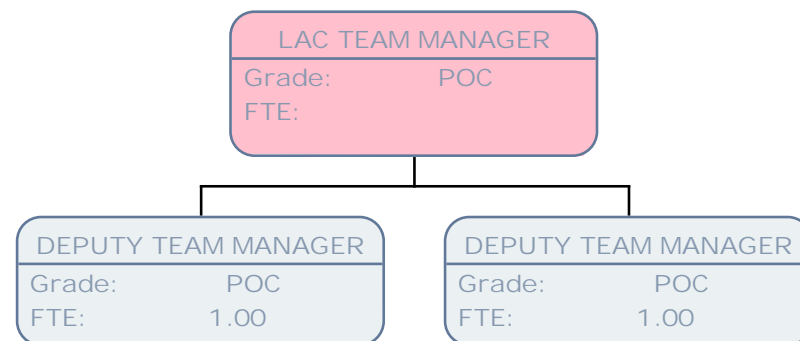 LAC TEAM MANAGER
Grade: POC
FTE:
DEPUTY TEAM MANAGER
Grade: POC
FTE: 1.00
DEPUTY TEAM MANAGER
Grade: POC
FTE: 1.00